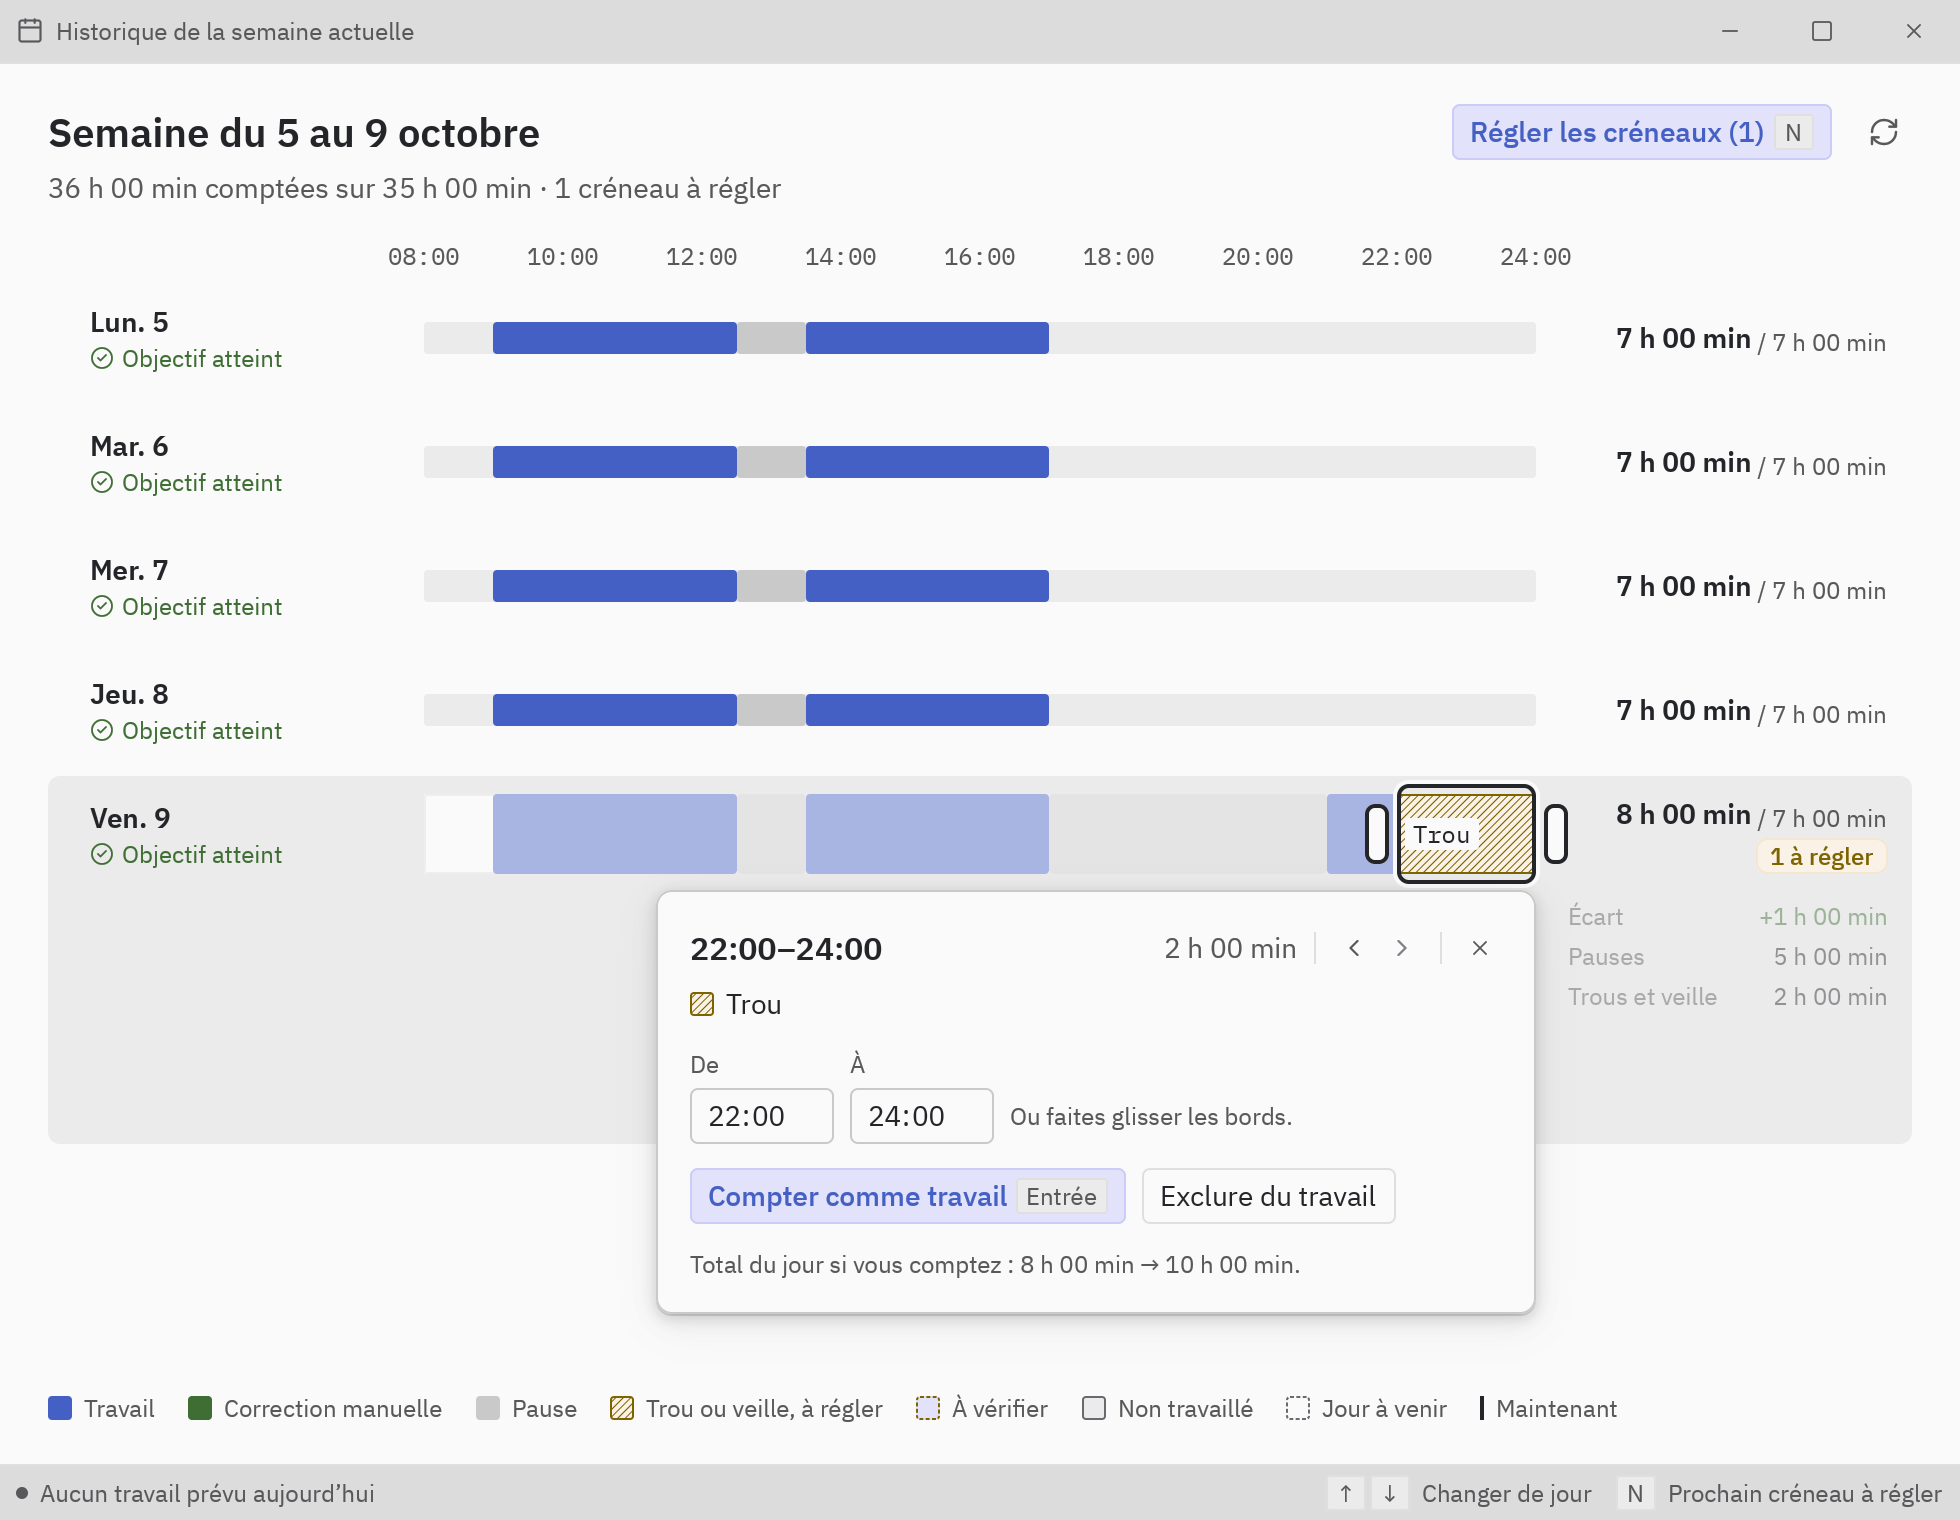 Historique de la semaine actuelle
Semaine du 5 au 9 octobre
Régler les créneaux (1) N
36 h 00 min comptées sur 35 h 00 min · 1 créneau à régler
08:00 10:00 12:00 14:00 16:00 18:00 20:00 22:00 24:00
Lun. 5
Objectif atteint
7 h 00 min / 7 h 00 min
Mar. 6
Objectif atteint
7 h 00 min / 7 h 00 min
Mer. 7
Objectif atteint
7 h 00 min / 7 h 00 min
Jeu. 8
Objectif atteint
7 h 00 min / 7 h 00 min
Ven. 9
Objectif atteint
Trou
8 h 00 min / 7 h 00 min
1 à régler
Écart +1 h 00 min
Pauses 5 h 00 min
Trous et veille 2 h 00 min
22:00–24:00 2 h 00 min
Trou
De À
22:00 24:00 Ou faites glisser les bords.
Compter comme travail Entrée Exclure du travail
Total du jour si vous comptez : 8 h 00 min → 10 h 00 min.
Travail Correction manuelle Pause Trou ou veille, à régler À vérifier Non travaillé Jour à venir Maintenant
Aucun travail prévu aujourd’hui
↑ ↓ Changer de jour N Prochain créneau à régler